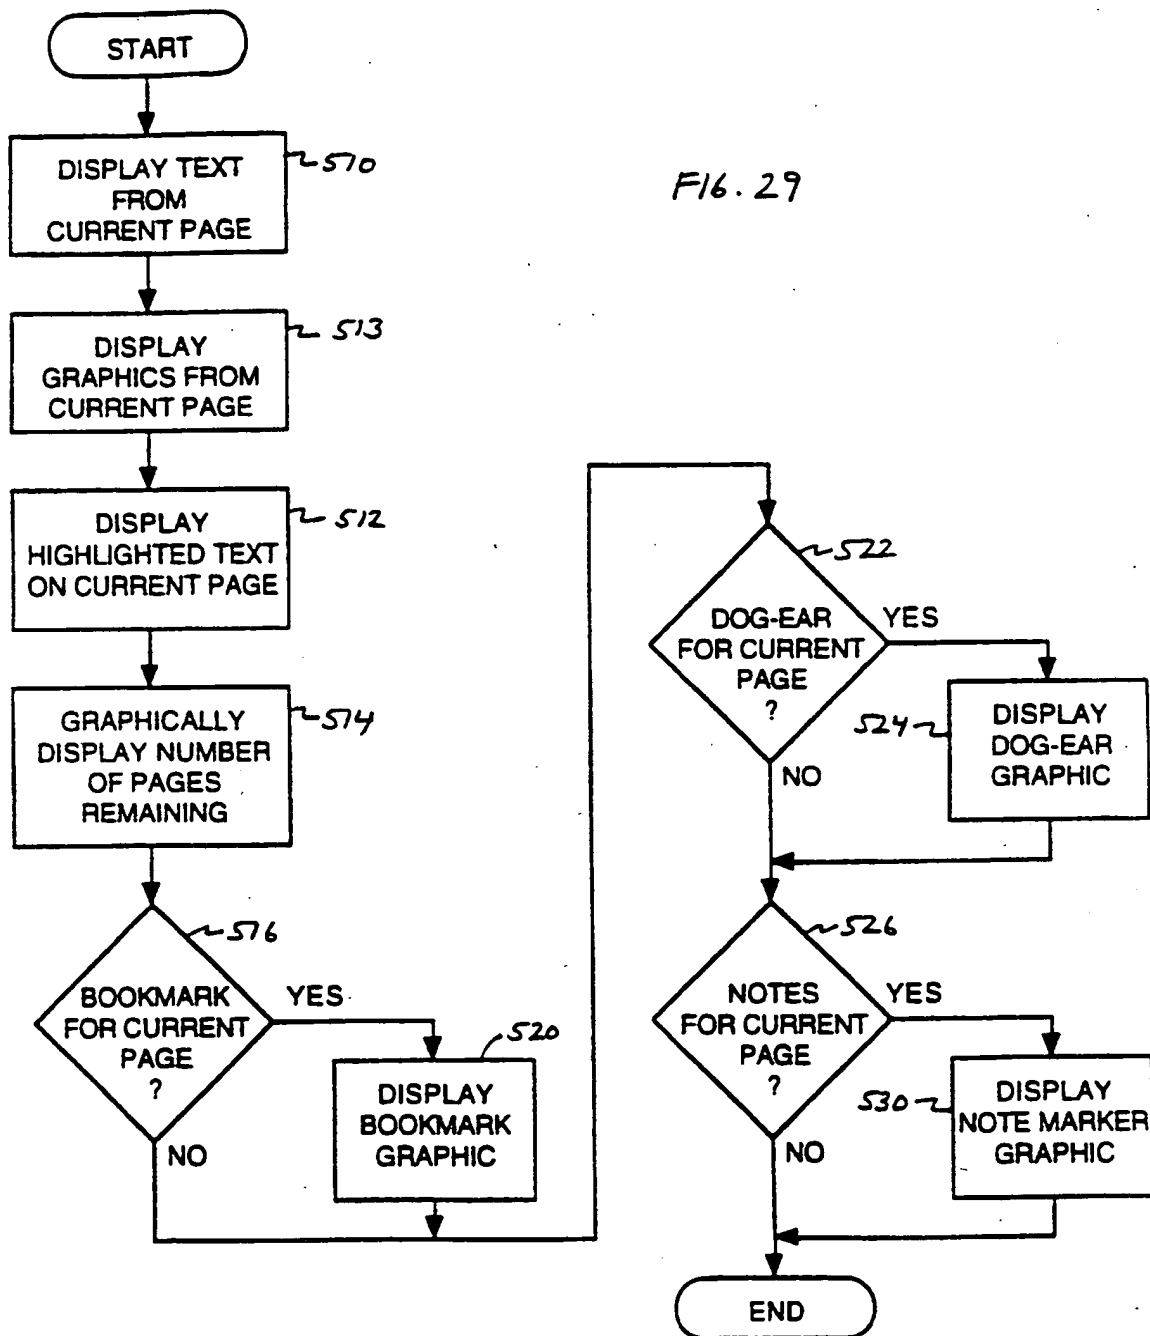 START
DISPLAY TEXT
FROM
CURRENT PAGE
510
FIG. 29
DISPLAY
GRAPHICS FROM
CURRENT PAGE
513
DISPLAY
HIGHLIGHTED TEXT
ON CURRENT PAGE
512
GRAPHICALLY
DISPLAY NUMBER
OF PAGES
REMAINING
514
BOOKMARK
FOR CURRENT
PAGE
?
516
YES
NO
520
DISPLAY
BOOKMARK
GRAPHIC
522
DOG-EAR
FOR CURRENT
PAGE
?
YES
NO
524
DISPLAY
DOG-EAR
GRAPHIC
526
NOTES
FOR CURRENT
PAGE
?
YES
NO
530
DISPLAY
NOTE MARKER
GRAPHIC
END